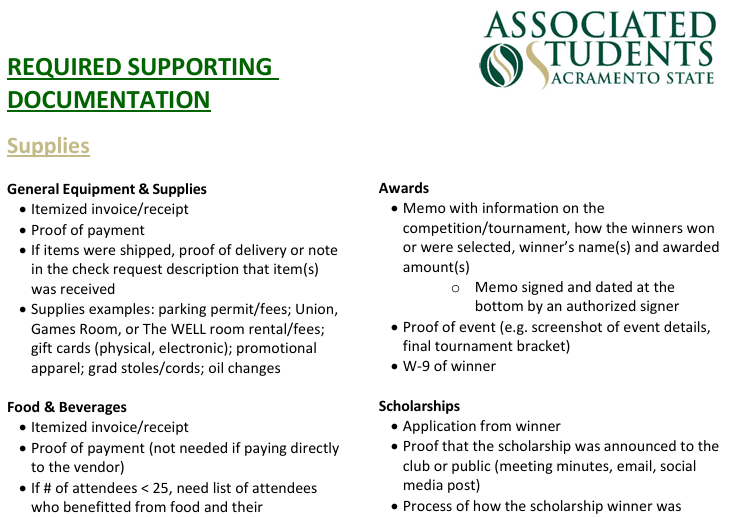 ASSOCIATED
STUDENTS
SACRAMENTO STATE
REQUIRED SUPPORTING
DOCUMENTATION
Supplies
General Equipment & Supplies
• Itemized invoice/receipt
• Proof of payment
• If items were shipped, proof of delivery or note
in the check request description that item(s)
was received
• Supplies examples: parking permit/fees; Union,
Games Room, or The WELL room rental/fees;
gift cards (physical, electronic); promotional
apparel; grad stoles/cords; oil changes
Food & Beverages
• Itemized invoice/receipt
• Proof of payment (not needed if paying directly
to the vendor)
• If # of attendees < 25, need list of attendees
who benefitted from food and their
Awards
• Memo with information on the
competition/tournament, how the winners won
or were selected, winner’s name(s) and awarded
amount(s)
o Memo signed and dated at the
bottom by an authorized signer
• Proof of event (e.g. screenshot of event details,
final tournament bracket)
• W-9 of winner
Scholarships
• Application from winner
• Proof that the scholarship was announced to the
club or public (meeting minutes, email, social
media post)
• Process of how the scholarship winner was